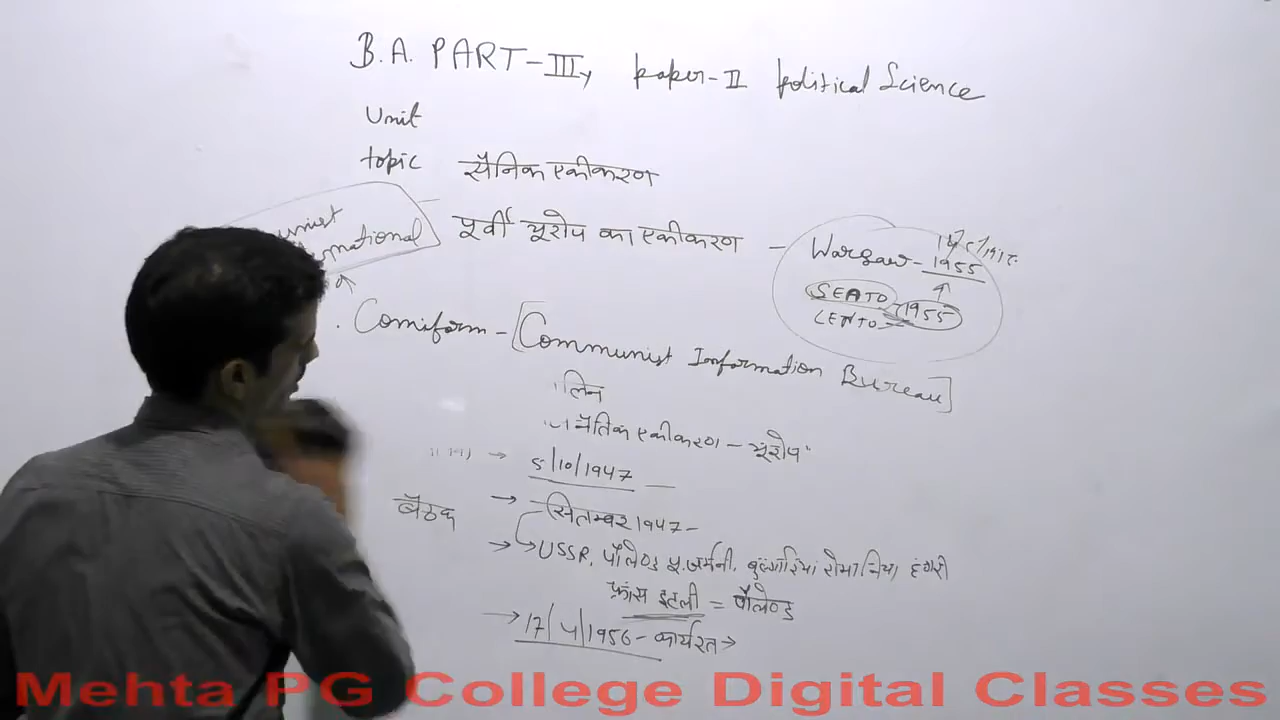 B.A. PART-III, paper-II political Science
Unit
topic सैनिक एकीकरण
पूर्वी यूरोप का एकीकरण - Warsaw - 1955
SEATO 1955
CENTO
national
Comiform - [Communist Information Bureau]
एकीकरण - यूरोप
5/10/1947
बैठक → सितम्बर 1947-
→ USSR, पौलेण्ड पू. जर्मनी, बुल्गारिया रोमानिया हंगरी
फ्रांस इटली = पौलेण्ड
→ 17/4/1956 - कार्यरत →
Mehta PG College Digital Classes